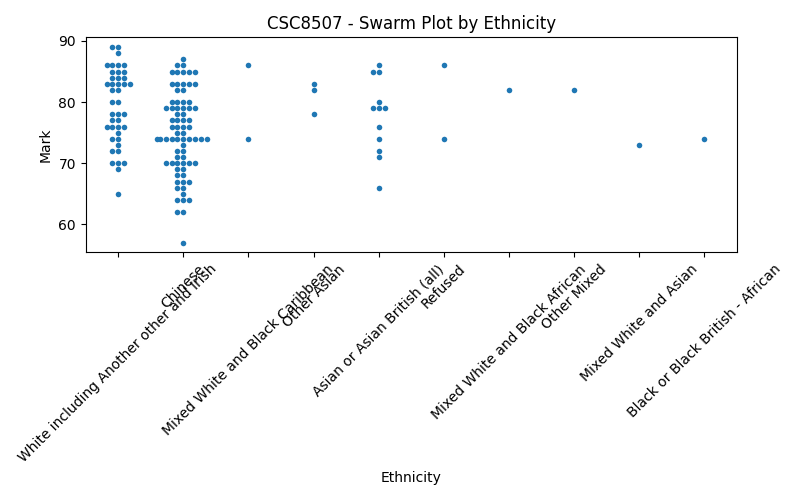 CSC8507 - Swarm Plot by Ethnicity
Mark
90
80
70
60
White including Another other and Irish
Chinese
Mixed White and Black Caribbean
Other Asian
Asian or Asian British (all)
Refused
Mixed White and Black African
Other Mixed
Mixed White and Asian
Black or Black British - African
Ethnicity